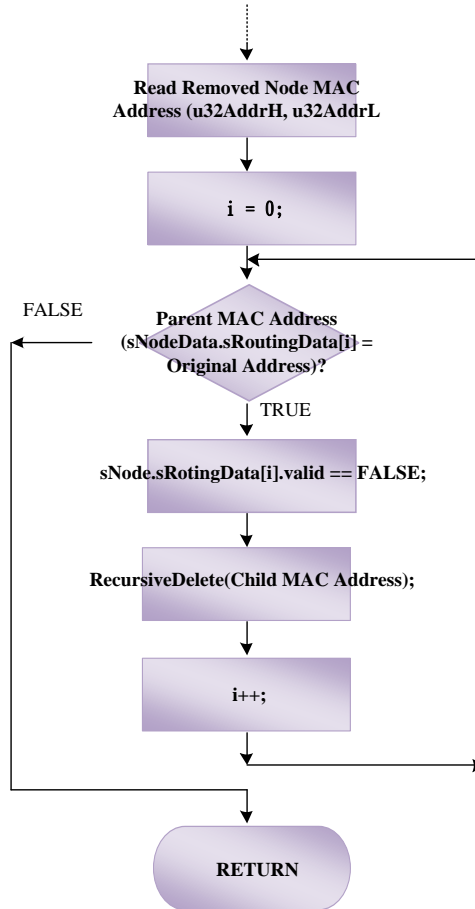 Read Removed Node MAC
Address (u32AddrH, u32AddrL
i = 0;
FALSE
Parent MAC Address
(sNodeData.sRoutingData[i] =
Original Address)?
TRUE
sNode.sRotingData[i].valid == FALSE;
RecursiveDelete(Child MAC Address);
i++;
RETURN